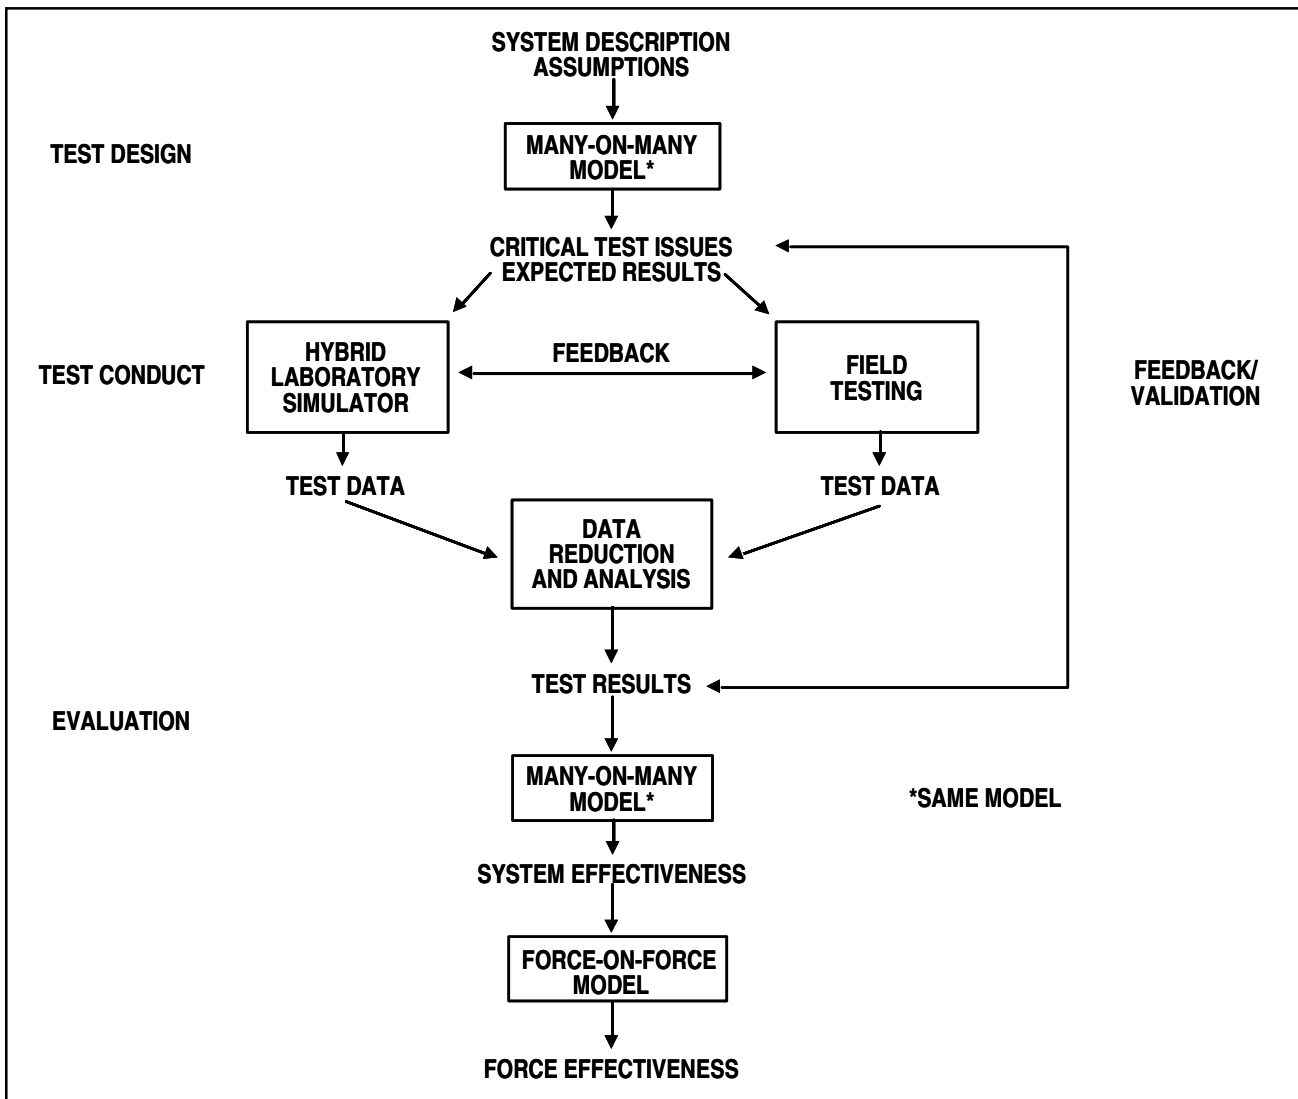 SYSTEM DESCRIPTION
ASSUMPTIONS
TEST DESIGN
MANY-ON-MANY
MODEL*
CRITICAL TEST ISSUES
EXPECTED RESULTS
TEST CONDUCT
HYBRID
LABORATORY
SIMULATOR
FEEDBACK
FIELD
TESTING
FEEDBACK/
VALIDATION
TEST DATA
TEST DATA
DATA
REDUCTION
AND ANALYSIS
TEST RESULTS
EVALUATION
MANY-ON-MANY
MODEL*
*SAME MODEL
SYSTEM EFFECTIVENESS
FORCE-ON-FORCE
MODEL
FORCE EFFECTIVENESS